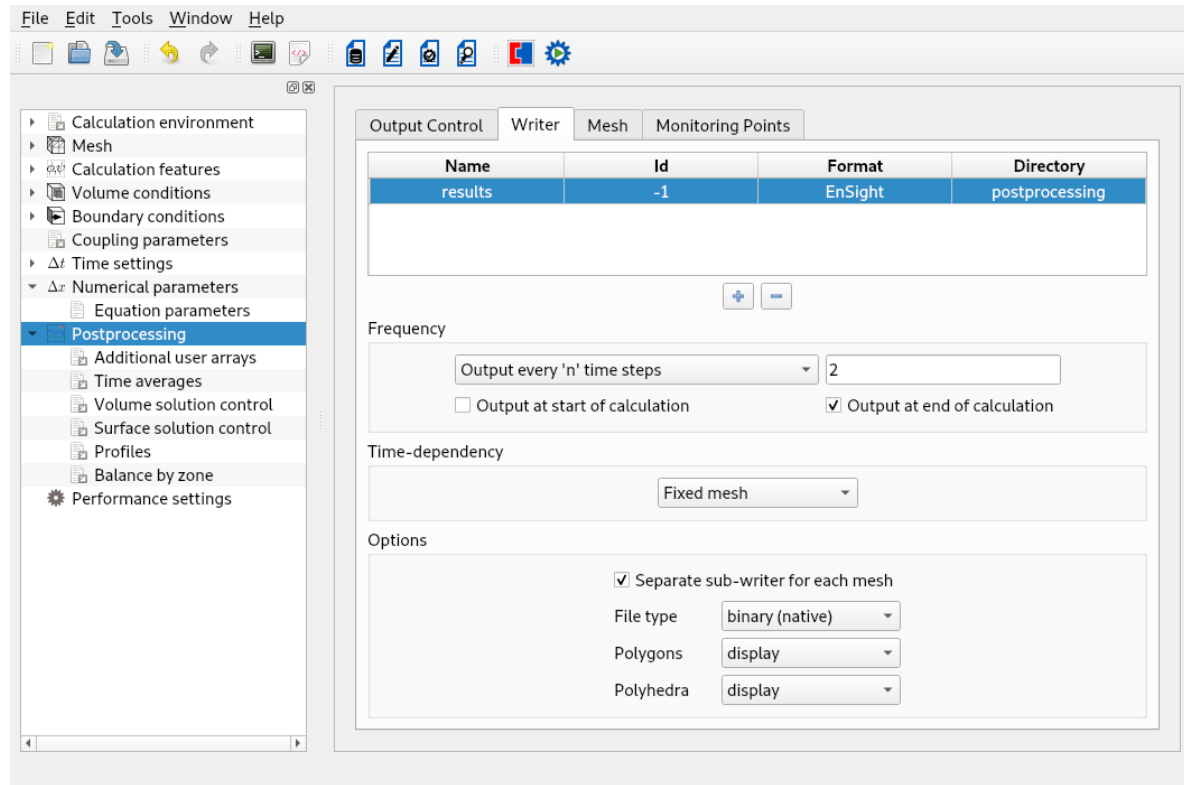 File Edit Tools Window Help
Calculation environment
Mesh
Calculation features
Volume conditions
Boundary conditions
Coupling parameters
Δt Time settings
Δx Numerical parameters
Equation parameters
Postprocessing
Additional user arrays
Time averages
Volume solution control
Surface solution control
Profiles
Balance by zone
Performance settings
Output Control Writer Mesh Monitoring Points
Name Id Format Directory
results -1 EnSight postprocessing
Frequency
Output every 'n' time steps 2
Output at start of calculation Output at end of calculation
Time-dependency
Fixed mesh
Options
Separate sub-writer for each mesh
File type binary (native)
Polygons display
Polyhedra display